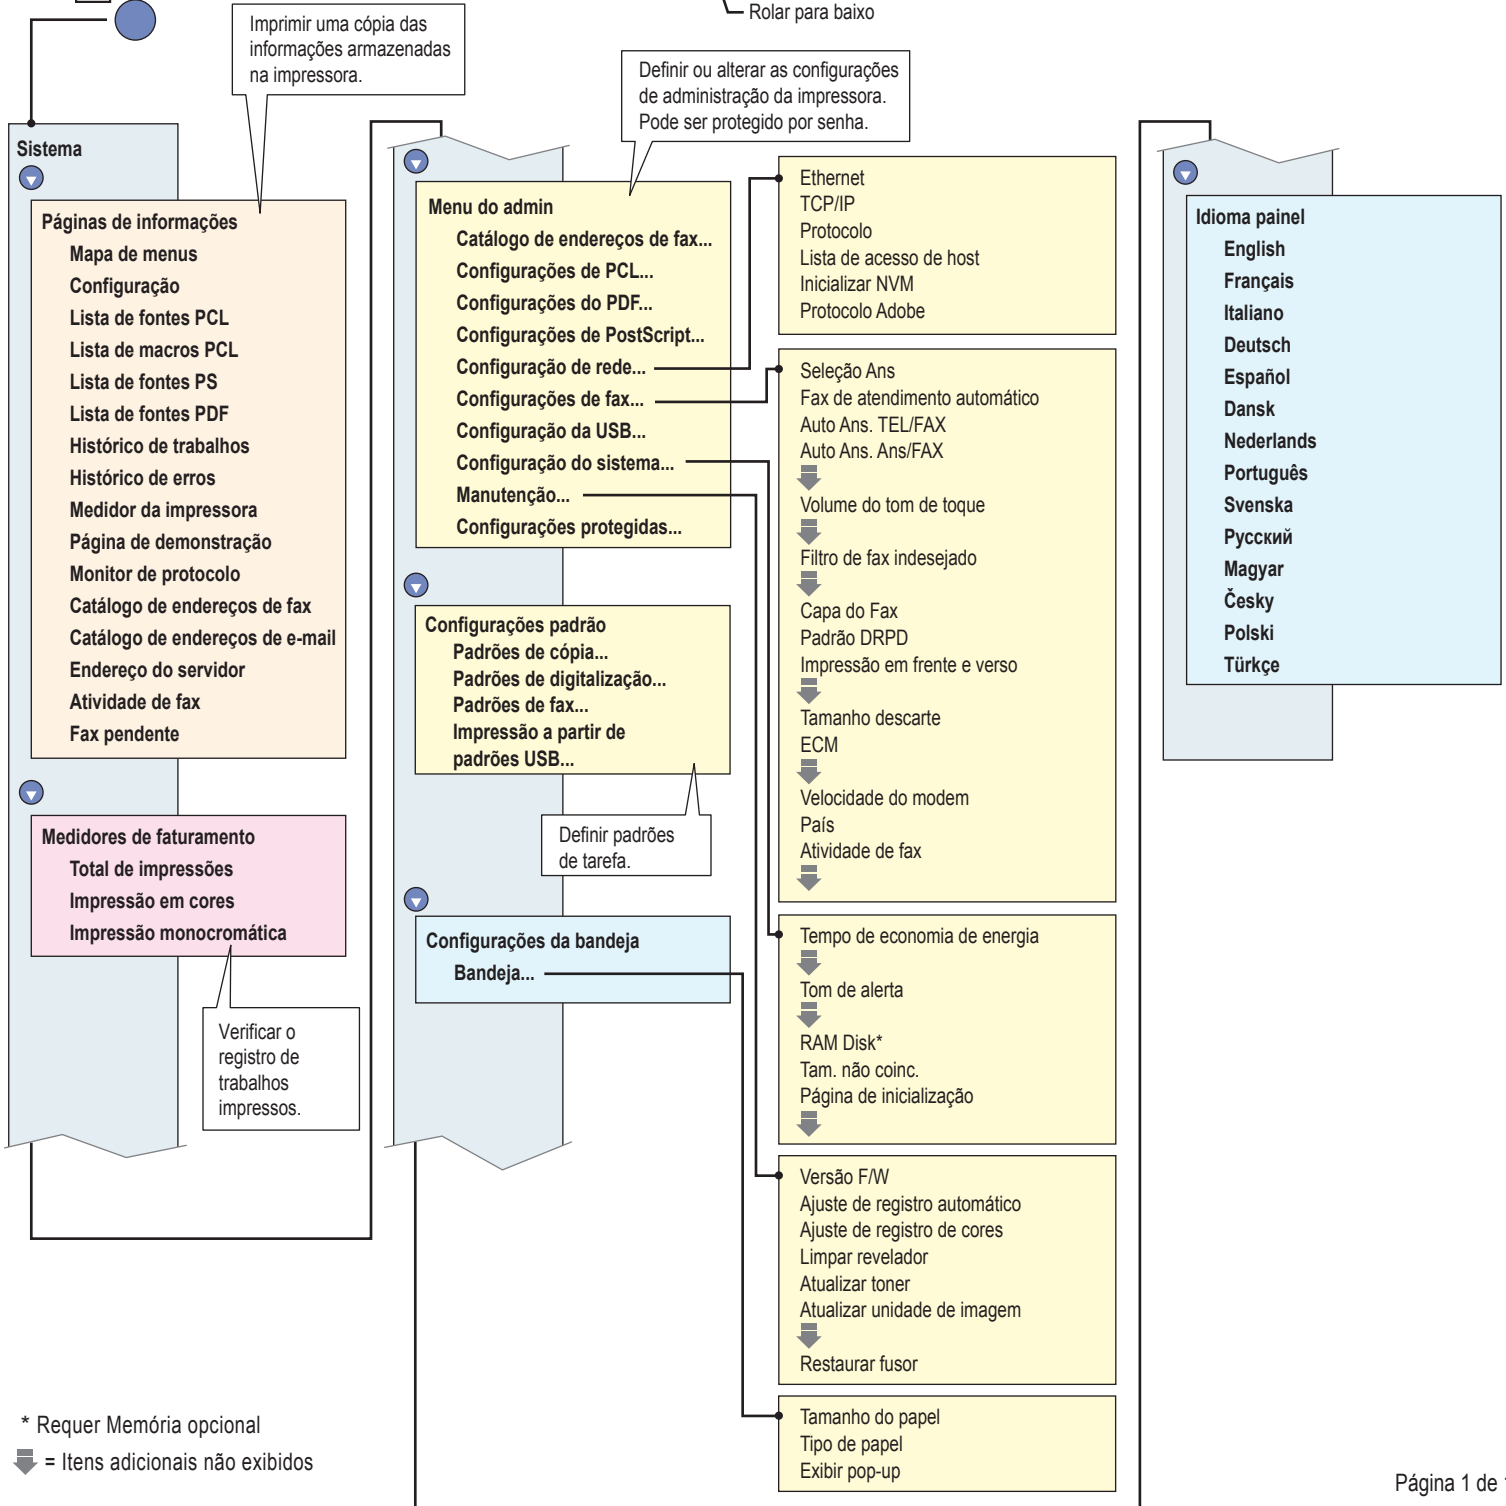 Rolar para baixo
Imprimir uma cópia das
informações armazenadas
na impressora.
Definir ou alterar as configurações
de administração da impressora.
Pode ser protegido por senha.
Sistema
Páginas de informações
Mapa de menus
Configuração
Lista de fontes PCL
Lista de macros PCL
Lista de fontes PS
Lista de fontes PDF
Histórico de trabalhos
Histórico de erros
Medidor da impressora
Página de demonstração
Monitor de protocolo
Catálogo de endereços de fax
Catálogo de endereços de e-mail
Endereço do servidor
Atividade de fax
Fax pendente
Medidores de faturamento
Total de impressões
Impressão em cores
Impressão monocromática
Verificar o
registro de
trabalhos
impressos.
Menu do admin
Catálogo de endereços de fax...
Configurações de PCL...
Configurações do PDF...
Configurações de PostScript...
Configuração de rede...
Configurações de fax...
Configuração da USB...
Configuração do sistema...
Manutenção...
Configurações protegidas...
Configurações padrão
Padrões de cópia...
Padrões de digitalização...
Padrões de fax...
Impressão a partir de
padrões USB...
Definir padrões
de tarefa.
Configurações da bandeja
Bandeja...
Ethernet
TCP/IP
Protocolo
Lista de acesso de host
Inicializar NVM
Protocolo Adobe
Seleção Ans
Fax de atendimento automático
Auto Ans. TEL/FAX
Auto Ans. Ans/FAX
Volume do tom de toque
Filtro de fax indesejado
Capa do Fax
Padrão DRPD
Impressão em frente e verso
Tamanho descarte
ECM
Velocidade do modem
País
Atividade de fax
Tempo de economia de energia
Tom de alerta
RAM Disk*
Tam. não coinc.
Página de inicialização
Versão F/W
Ajuste de registro automático
Ajuste de registro de cores
Limpar revelador
Atualizar toner
Atualizar unidade de imagem
Restaurar fusor
Tamanho do papel
Tipo de papel
Exibir pop-up
Idioma painel
English
Français
Italiano
Deutsch
Español
Dansk
Nederlands
Português
Svenska
Русский
Magyar
Česky
Polski
Türkçe
* Requer Memória opcional
= Itens adicionais não exibidos
Página 1 de